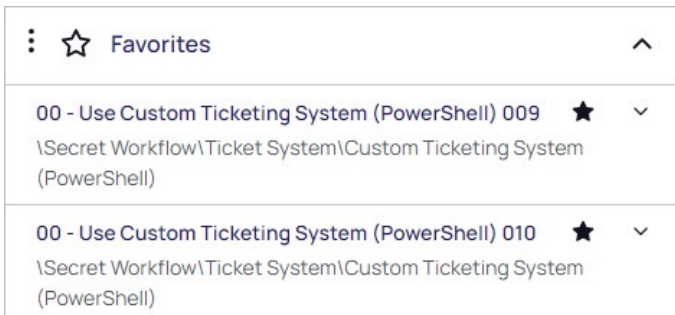 Favorites
00 - Use Custom Ticketing System (PowerShell) 009
\Secret Workflow\Ticket System\Custom Ticketing System
(PowerShell)
00 - Use Custom Ticketing System (PowerShell) 010
\Secret Workflow\Ticket System\Custom Ticketing System
(PowerShell)